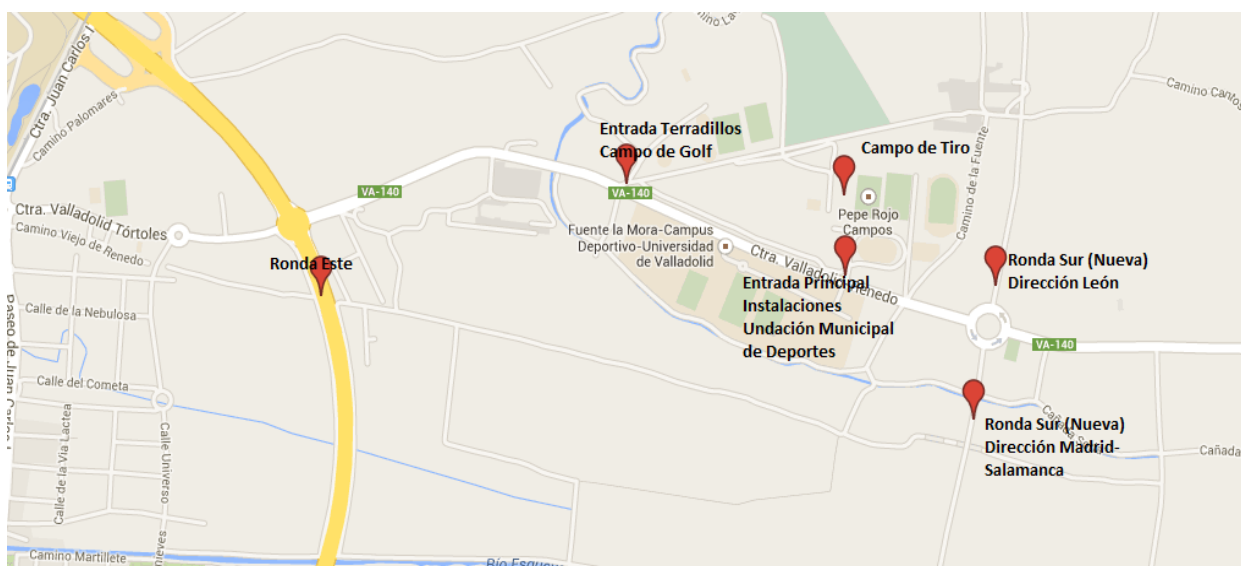 Camino La
Ctra. Juan Carlos I
Camino Palomares
Camino Cantos
Entrada Terradillos
Campo de Golf
Camino de la Fuente
Campo de Tiro
VA-140
VA-140
Pepe Rojo
Campos
Ctra. Valladolid Tórtoles
Camino Viejo de Renedo
Fuente la Mora-Campus
Deportivo-Universidad
de Valladolid
Ctra. Valladolid Renedo
Ronda Este
Ronda Sur (Nueva)
Dirección León
Entrada Principal
Instalaciones
Undación Municipal
de Deportes
Calle de la Nebulosa
Paseo de Juan Carlos I
VA-140
Calle del Cometa
Calle de la Vía Láctea
Calle Universo
Ronda Sur (Nueva)
Dirección Madrid-
Salamanca
Cañada S
Cañada
nieves
Camino Martillete
Río Esguev